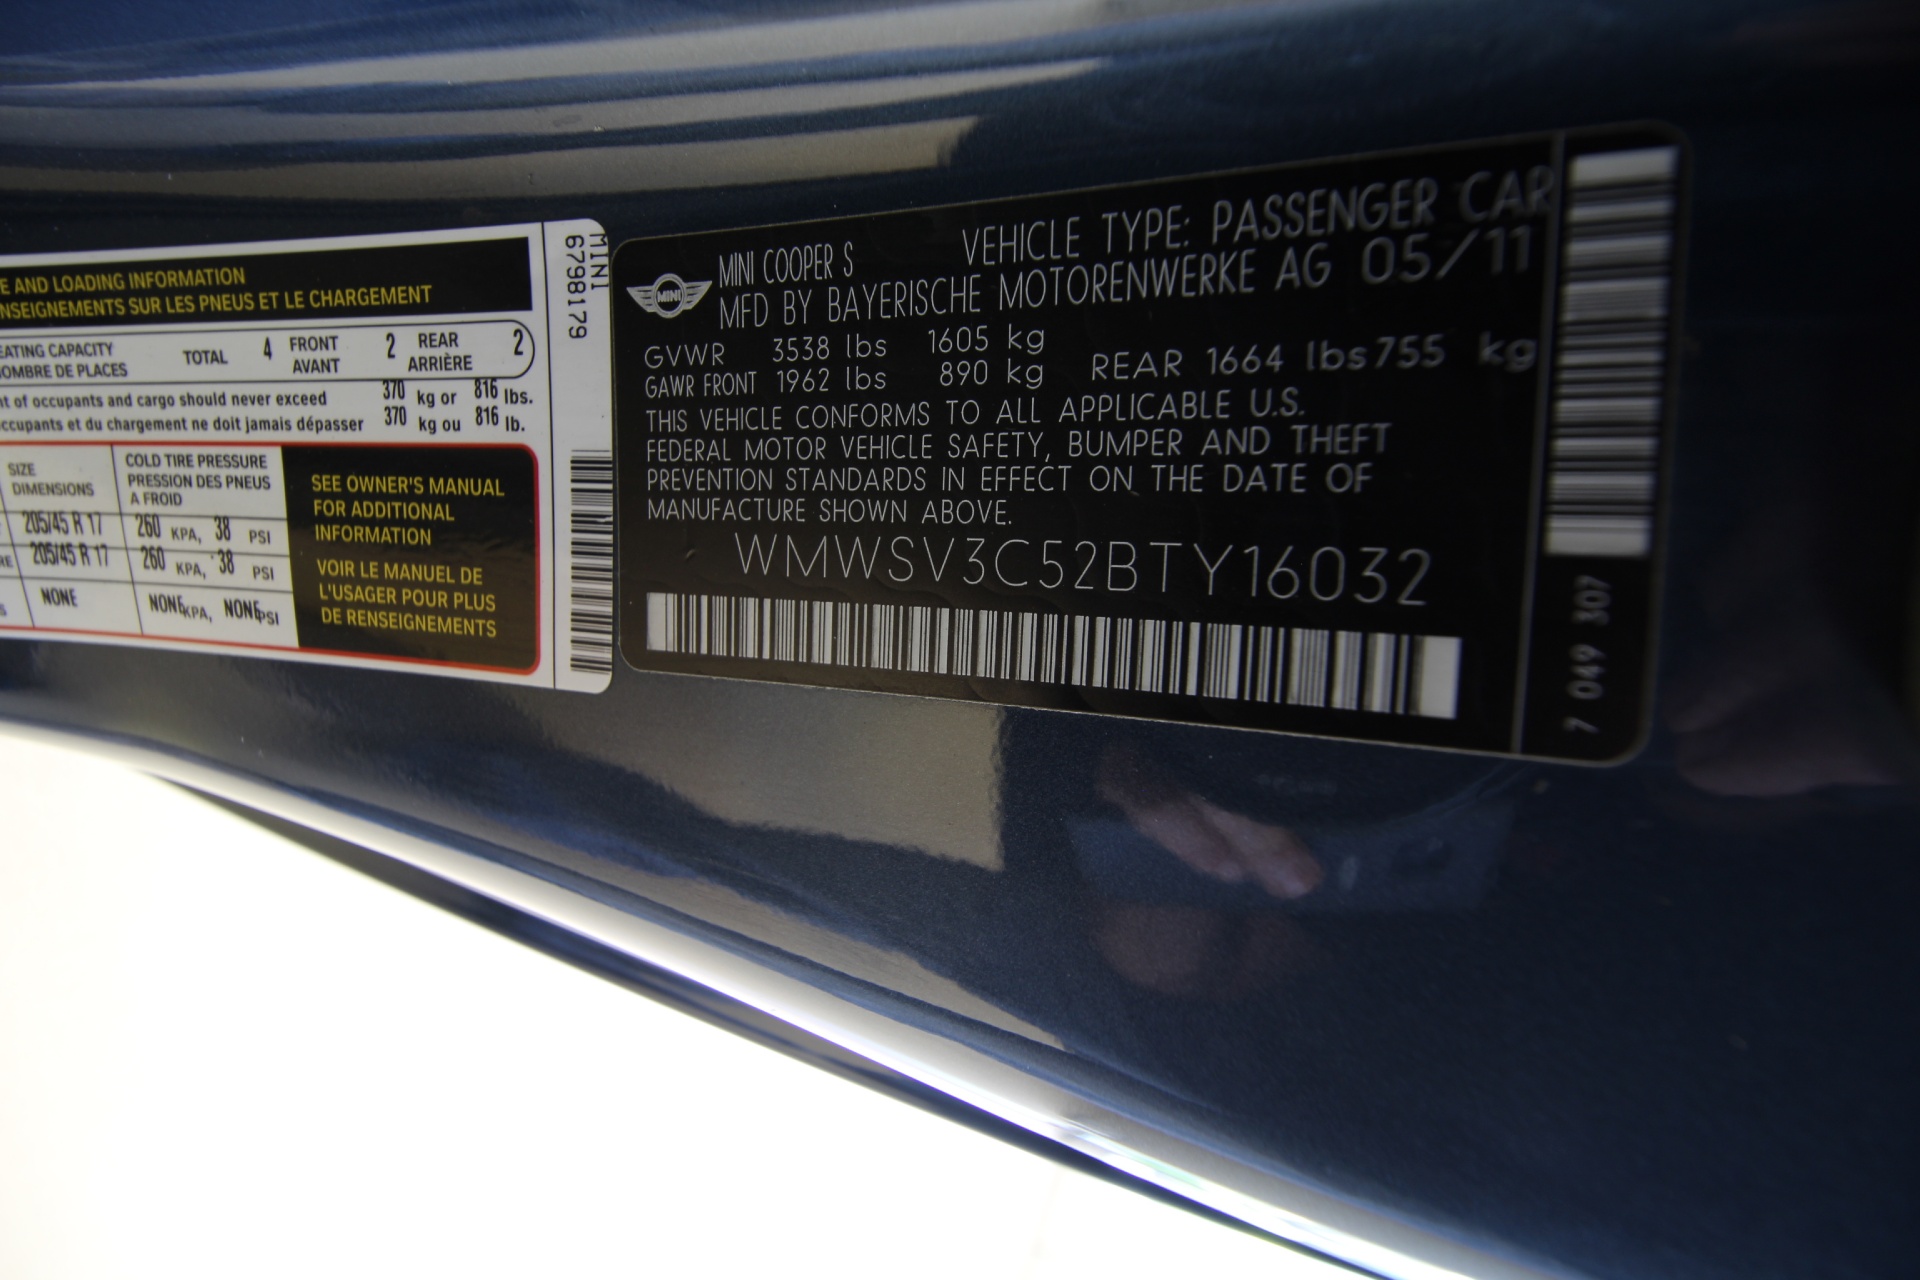 E AND LOADING INFORMATION
NSEIGNEMENTS SUR LES PNEUS ET LE CHARGEMENT
EATING CAPACITY TOTAL 4 FRONT 2 REAR 2
OMBRE DE PLACES AVANT ARRIÈRE
nt of occupants and cargo should never exceed 370 kg or 816 lbs.
ccupants et du chargement ne doit jamais dépasser 370 kg ou 816 lb.
SIZE
DIMENSIONS
COLD TIRE PRESSURE
PRESSION DES PNEUS
A FROID
205/45 R 17 260 KPA, 38 PSI
RE 205/45 R 17 260 KPA, 38 PSI
S NONE NONE KPA, NONE PSI
SEE OWNER'S MANUAL
FOR ADDITIONAL
INFORMATION
VOIR LE MANUEL DE
L'USAGER POUR PLUS
DE RENSEIGNEMENTS
MINI
6798179
MINI
MINI COOPER S VEHICLE TYPE: PASSENGER CAR
MFD BY BAYERISCHE MOTORENWERKE AG 05/11
GVWR 3538 lbs 1605 kg
GAWR FRONT 1962 lbs 890 kg REAR 1664 lbs 755 kg
THIS VEHICLE CONFORMS TO ALL APPLICABLE U.S.
FEDERAL MOTOR VEHICLE SAFETY, BUMPER AND THEFT
PREVENTION STANDARDS IN EFFECT ON THE DATE OF
MANUFACTURE SHOWN ABOVE.
WMWSV3C52BTY16032
7 049 307